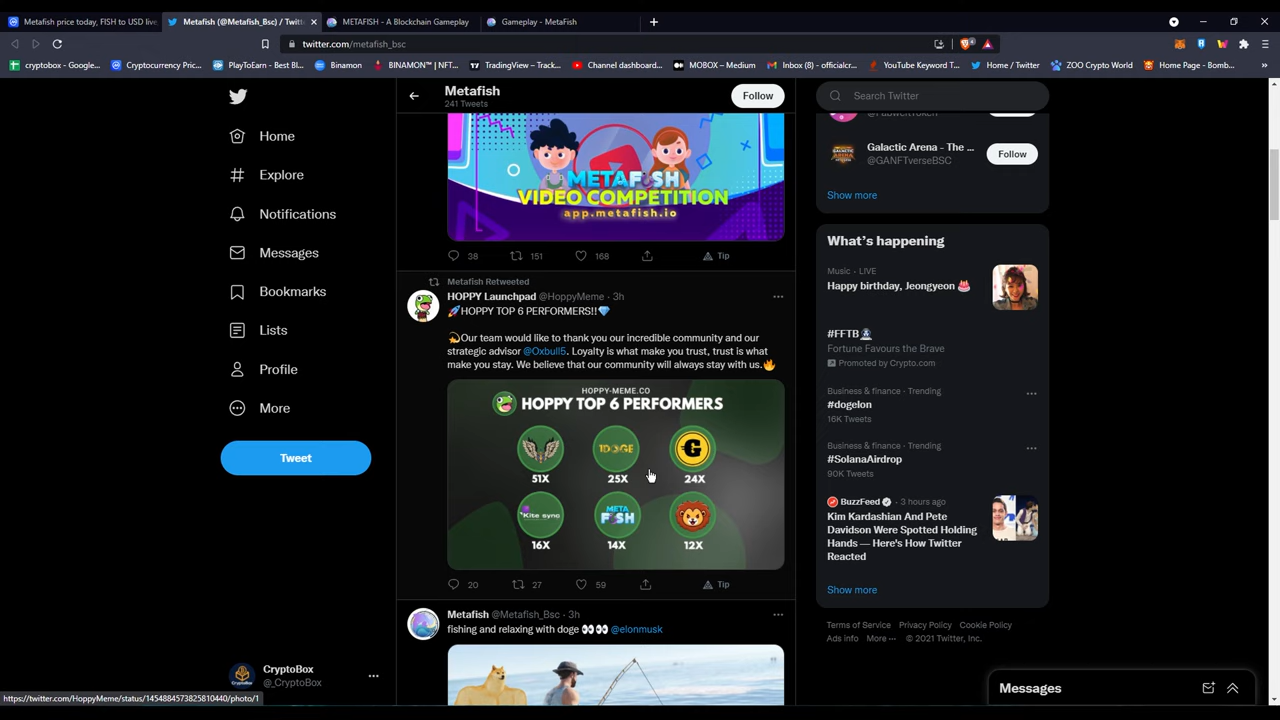 Metafish price today, FISH to USD live
Metafish (@Metafish_Bsc) / Twitt
METAFISH - A Blockchain Gameplay
Gameplay - MetaFish
twitter.com/metafish_bsc
cryptobox - Google...
Cryptocurrency Pric...
PlayToEarn - Best Bl...
Binamon
BINAMON™ | NFT...
TradingView – Track...
Channel dashboard...
MOBOX – Medium
Inbox (8) - officialcr...
YouTube Keyword T...
Home / Twitter
ZOO Crypto World
Home Page - Bomb...
Home
Explore
Notifications
Messages
Bookmarks
Lists
Profile
More
Tweet
CryptoBox
@_CryptoBox
https://twitter.com/HoppyMeme/status/1454884573825810440/photo/1
Metafish
241 Tweets
Follow
METAFISH
VIDEO COMPETITION
app.metafish.io
38 151 168 Tip
Metafish Retweeted
HOPPY Launchpad @HoppyMeme · 3h
🚀HOPPY TOP 6 PERFORMERS!!💎
💫Our team would like to thank you our incredible community and our
strategic advisor @Oxbull5. Loyalty is what make you trust, trust is what
make you stay. We believe that our community will always stay with us.🔥
HOPPY-MEME.CO
HOPPY TOP 6 PERFORMERS
1DOGE
G
51X 25X 24X
Kite sync
META
FISH
16X 14X 12X
20 27 59 Tip
Metafish @Metafish_Bsc · 3h
fishing and relaxing with doge 👀👀 @elonmusk
Search Twitter
Galactic Arena - The ...
@GANFTverseBSC
Follow
Show more
What's happening
Music · LIVE
Happy birthday, Jeongyeon 🎂
#FFTB
Fortune Favours the Brave
Promoted by Crypto.com
Business & finance · Trending
#dogelon
16K Tweets
Business & finance · Trending
#SolanaAirdrop
90K Tweets
BuzzFeed · 3 hours ago
Kim Kardashian And Pete
Davidson Were Spotted Holding
Hands — Here's How Twitter
Reacted
Show more
Terms of Service Privacy Policy Cookie Policy
Ads info More ··· © 2021 Twitter, Inc.
Messages